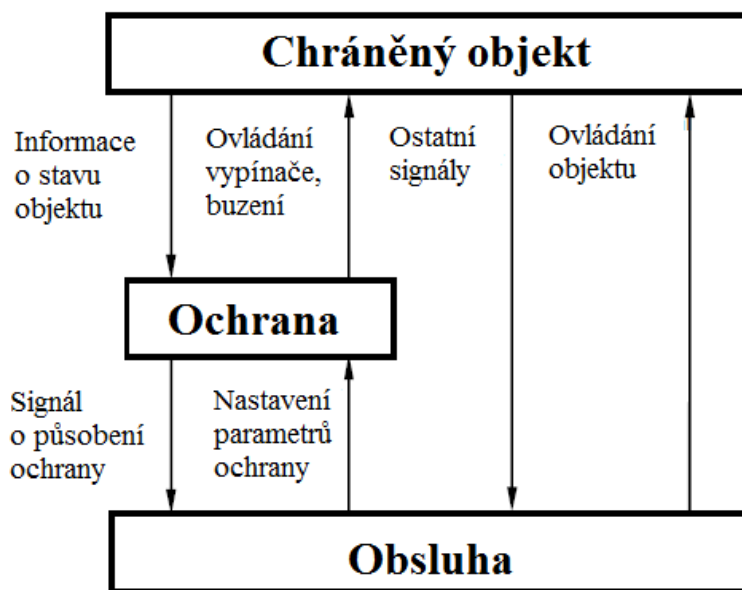 Chráněný objekt
Informace
o stavu
objektu
Ovládání
vypínače,
buzení
Ostatní
signály
Ovládání
objektu
Ochrana
Signál
o působení
ochrany
Nastavení
parametrů
ochrany
Obsluha